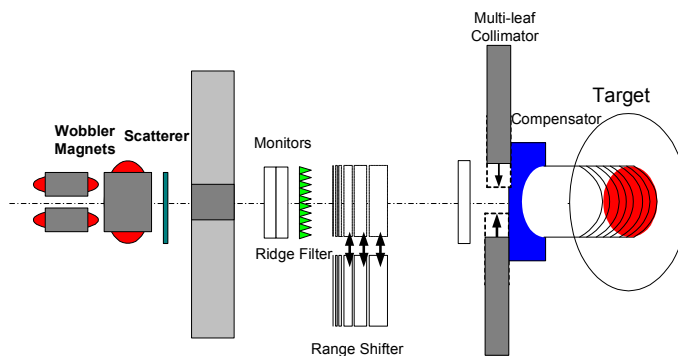 Multi-leaf
Collimator
Target
Wobbler
Magnets
Scatterer
Compensator
Monitors
Ridge Filter
Range Shifter